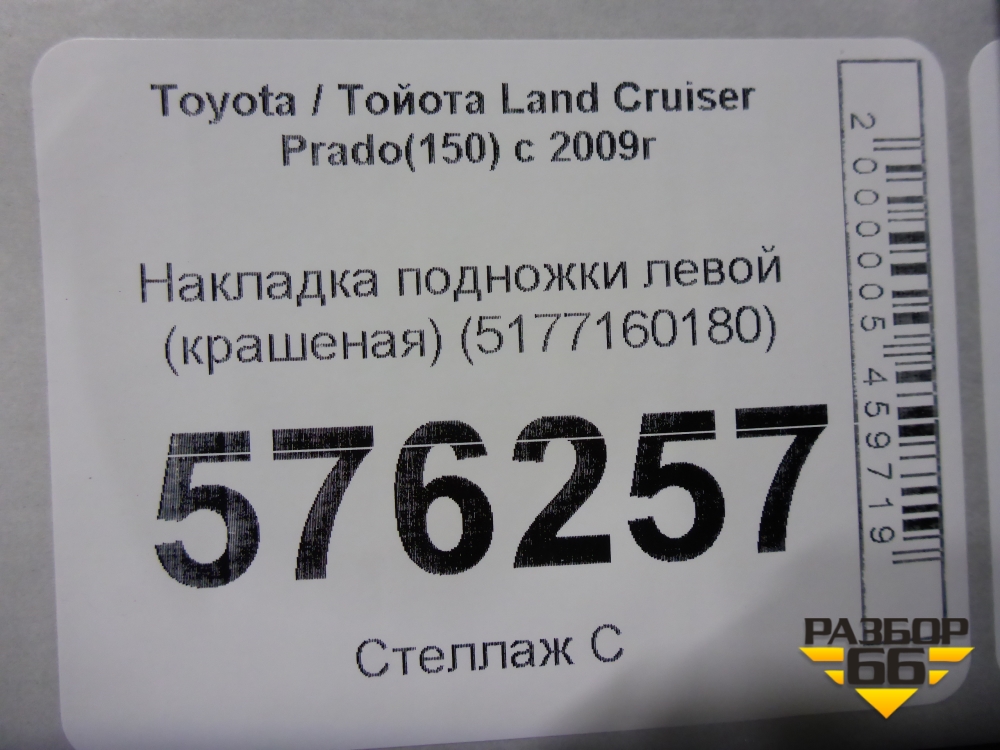 Toyota / Тойота Land Cruiser
Prado(150) с 2009г
Накладка подножки левой
(крашеная) (5177160180)
576257
Стеллаж С
2000005459719
РАЗБОР
66